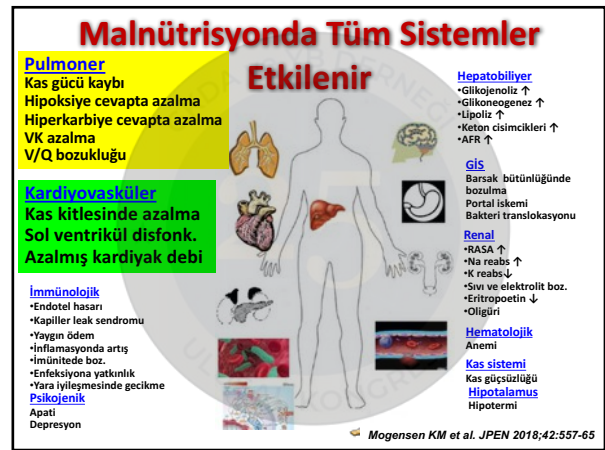 Malnütrisyonda Tüm Sistemler
Etkilenir
Pulmoner
Kas gücü kaybı
Hipoksiye cevapta azalma
Hiperkarbiye cevapta azalma
VK azalma
V/Q bozukluğu
Kardiyovasküler
Kas kitlesinde azalma
Sol ventrikül disfonk.
Azalmış kardiyak debi
İmmünolojik
•Endotel hasarı
•Kapiller leak sendromu
•Yaygın ödem
•İnflamasyonda artış
•İmünitede boz.
•Enfeksiyona yatkınlık
•Yara iyileşmesinde gecikme
Psikojenik
Apati
Depresyon
Hepatobiliyer
•Glikojenoliz ↑
•Glikoneogenez ↑
•Lipoliz ↑
•Keton cisimcikleri ↑
•AFR ↑
GİS
Barsak bütünlüğünde
bozulma
Portal iskemi
Bakteri translokasyonu
Renal
•RASA ↑
•Na reabs ↑
•K reabs↓
•Sıvı ve elektrolit boz.
•Eritropoetin ↓
•Oligüri
Hematolojik
Anemi
Kas sistemi
Kas güçsüzlüğü
Hipotalamus
Hipotermi
Mogensen KM et al. JPEN 2018;42:557-65